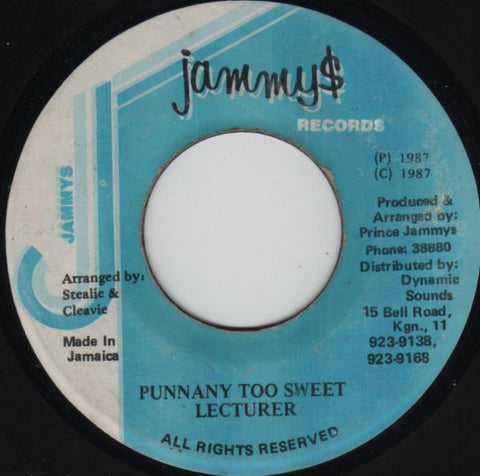 jammy$
RECORDS
JAMMYS
(P) 1987
(C) 1987
Produced &
Arranged by:
Prince Jammys
Phone: 38880
Distributed by:
Dynamic
Sounds
15 Bell Road,
Kgn., 11
923-9138,
923-9168
Arranged by:
Stealie &
Cleavie
Made In
Jamaica
PUNNANY TOO SWEET
LECTURER
ALL RIGHTS RESERVED